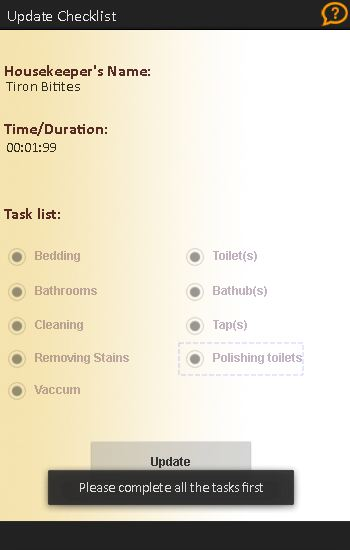 Update Checklist
?
Housekeeper's Name:
Tiron Bitites
Time/Duration:
00:01:99
Task list:
Bedding
Toilet(s)
Bathrooms
Bathub(s)
Cleaning
Tap(s)
Removing Stains
Polishing toilets
Vaccum
Update
Please complete all the tasks first